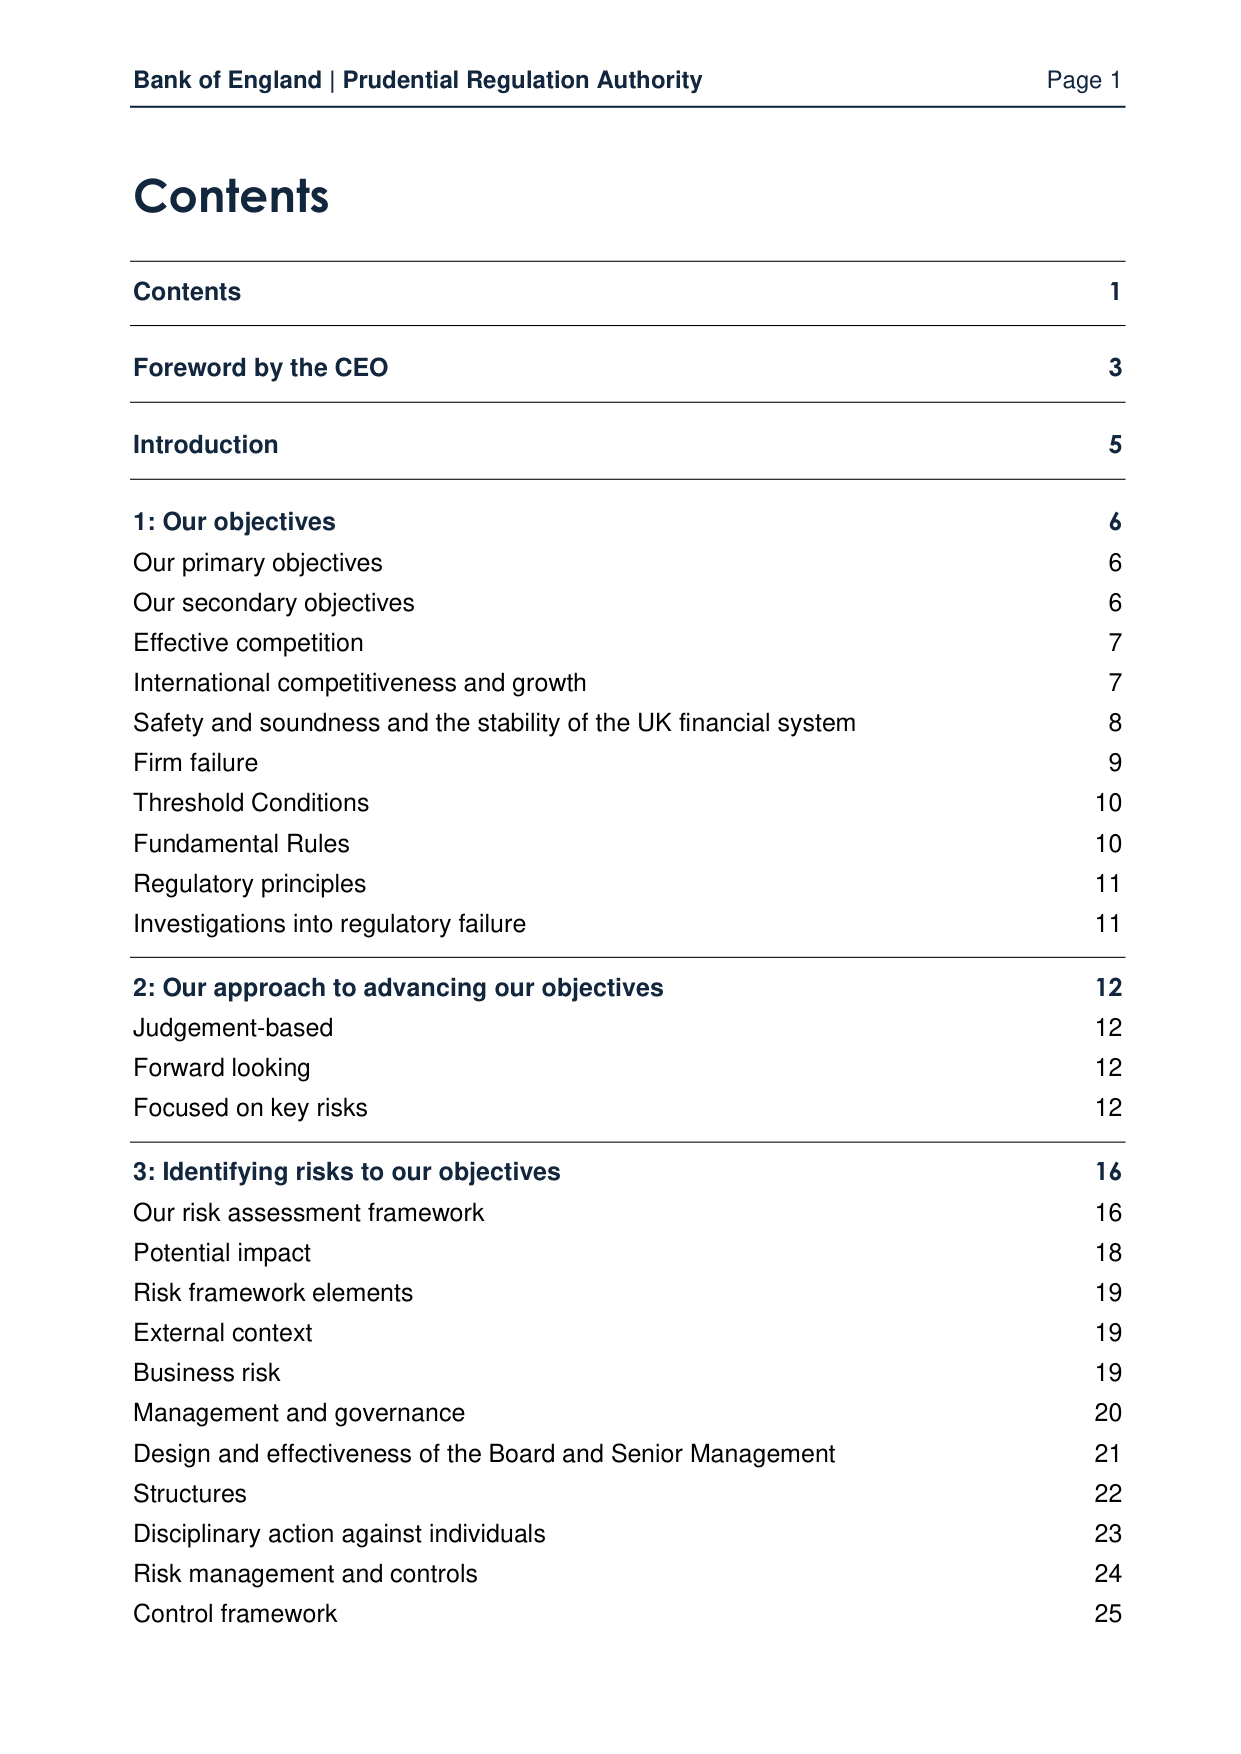 Bank of England | Prudential Regulation Authority Page 1
Contents
Contents 1
Foreword by the CEO 3
Introduction 5
1: Our objectives 6
Our primary objectives 6
Our secondary objectives 6
Effective competition 7
International competitiveness and growth 7
Safety and soundness and the stability of the UK financial system 8
Firm failure 9
Threshold Conditions 10
Fundamental Rules 10
Regulatory principles 11
Investigations into regulatory failure 11
2: Our approach to advancing our objectives 12
Judgement-based 12
Forward looking 12
Focused on key risks 12
3: Identifying risks to our objectives 16
Our risk assessment framework 16
Potential impact 18
Risk framework elements 19
External context 19
Business risk 19
Management and governance 20
Design and effectiveness of the Board and Senior Management 21
Structures 22
Disciplinary action against individuals 23
Risk management and controls 24
Control framework 25